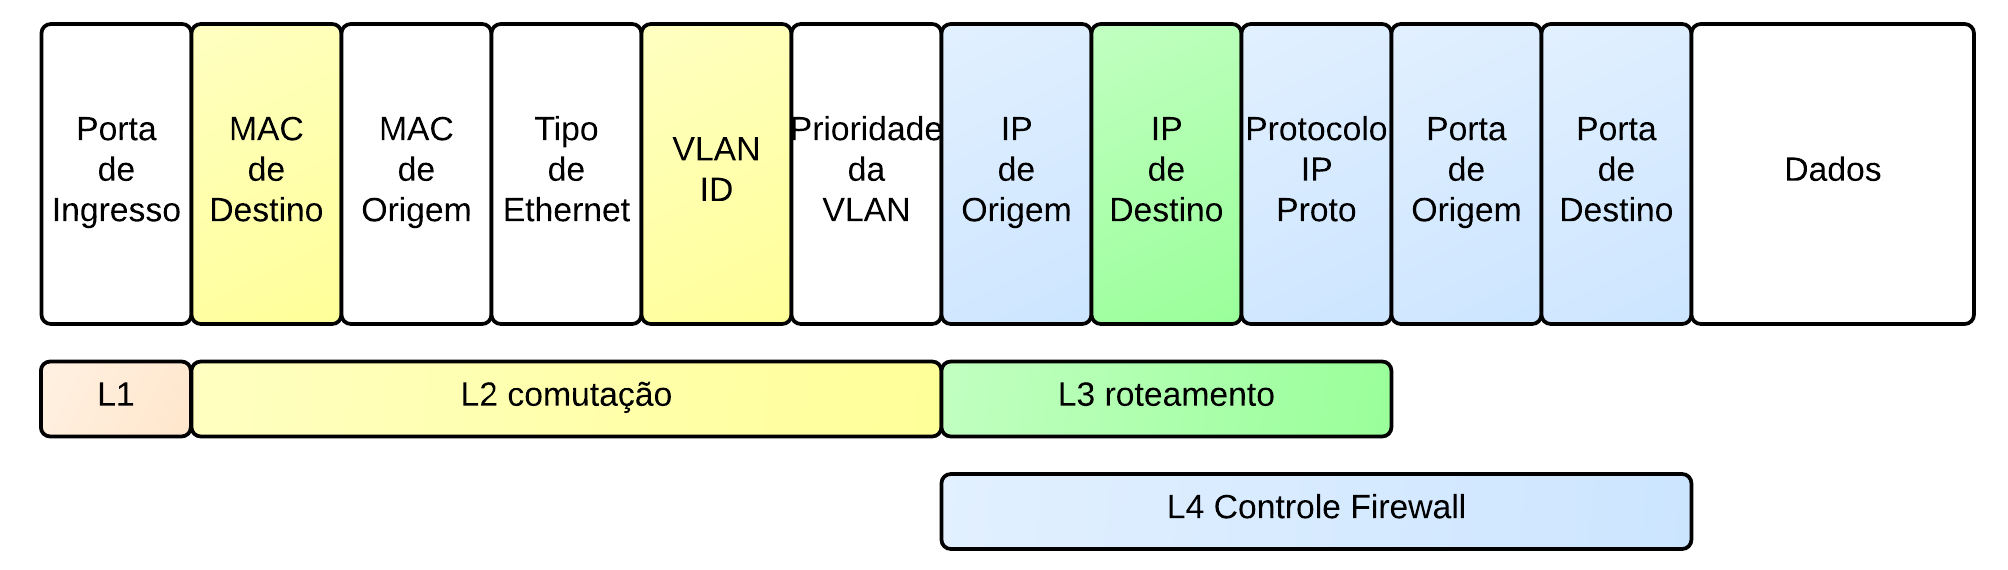 Porta
de
Ingresso
MAC
de
Destino
MAC
de
Origem
Tipo
de
Ethernet
VLAN
ID
Prioridade
da
VLAN
IP
de
Origem
IP
de
Destino
Protocolo
IP
Proto
Porta
de
Origem
Porta
de
Destino
Dados
L1
L2 comutação
L3 roteamento
L4 Controle Firewall